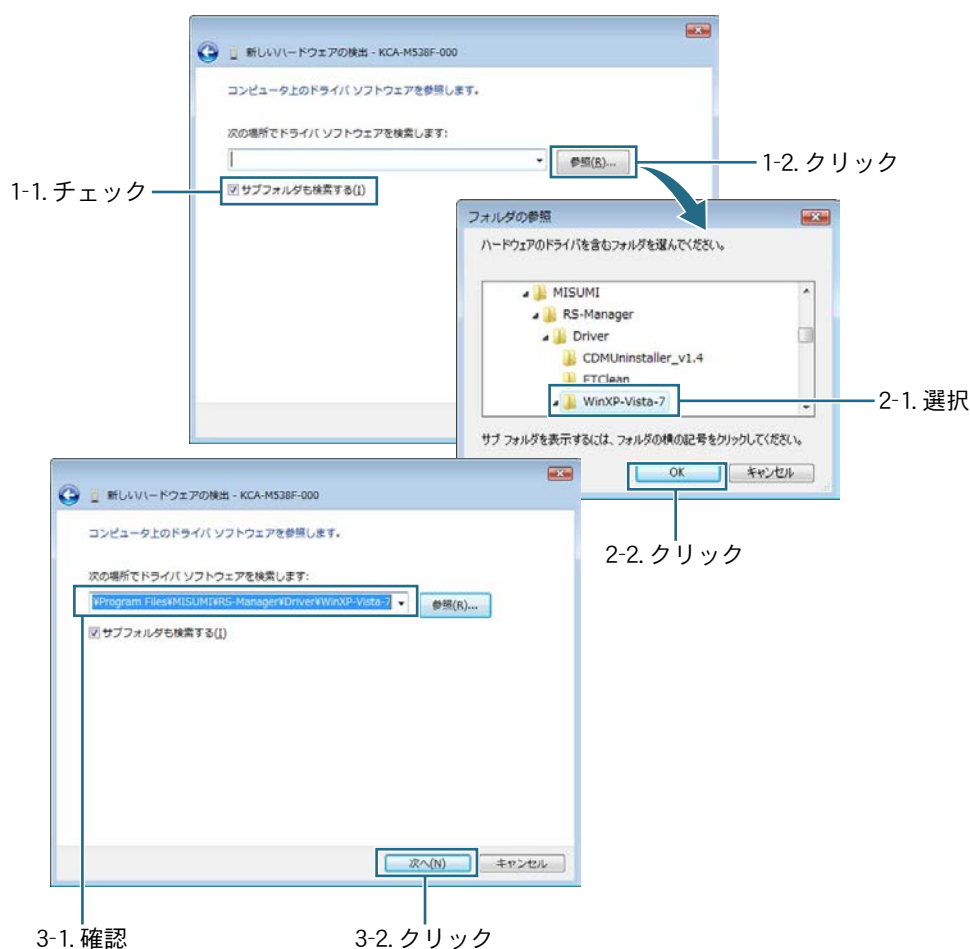 新しいハードウェアの検出 - KCA-M538F-000
コンピュータ上のドライバ ソフトウェアを参照します。
次の場所でドライバ ソフトウェアを検索します:
参照(R)...
1-2. クリック
1-1. チェック
サブフォルダも検索する(I)
フォルダの参照
ハードウェアのドライバを含むフォルダを選んでください。
MISUMI
RS-Manager
Driver
CDMUninstaller_v1.4
FTClean
WinXP-Vista-7
2-1. 選択
サブ フォルダを表示するには、フォルダの横の記号をクリックしてください。
OK
キャンセル
2-2. クリック
新しいハードウェアの検出 - KCA-M538F-000
コンピュータ上のドライバ ソフトウェアを参照します。
次の場所でドライバ ソフトウェアを検索します:
¥Program Files¥MISUMI¥RS-Manager¥Driver¥WinXP-Vista-7
参照(R)...
サブフォルダも検索する(I)
次へ(N)
キャンセル
3-1. 確認
3-2. クリック